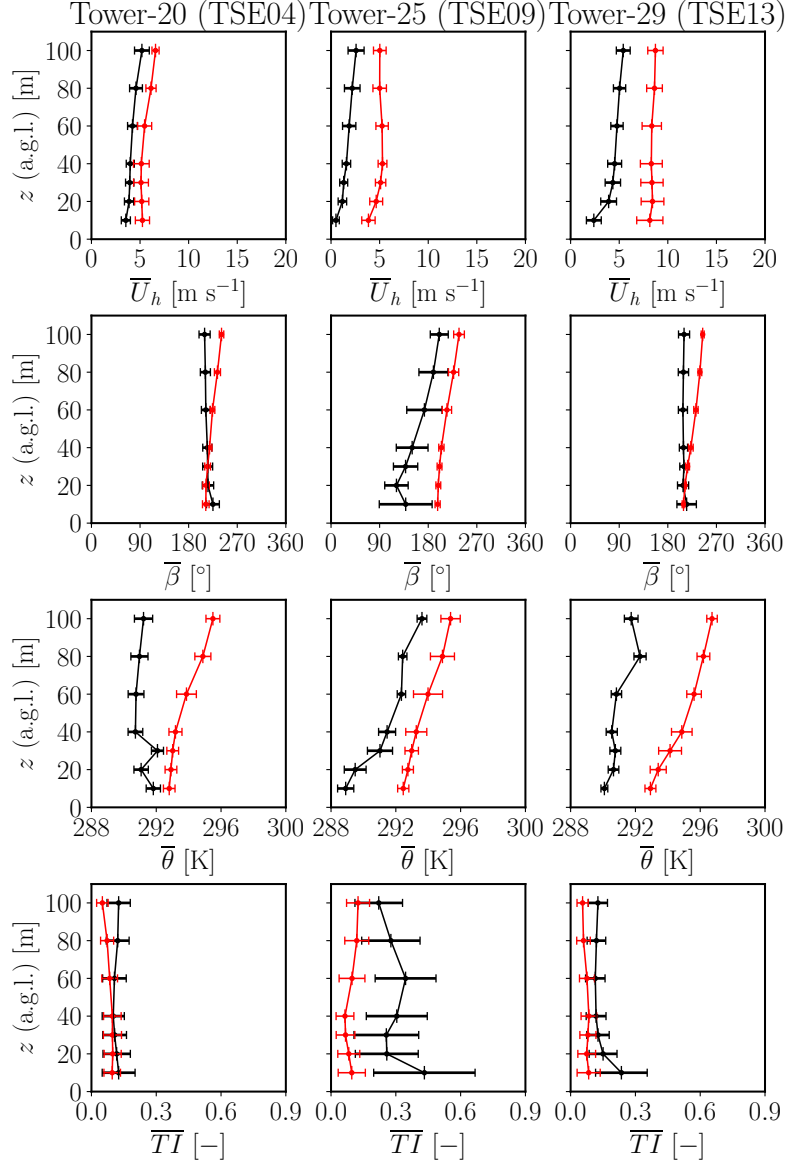 Tower-20 (TSE04) Tower-25 (TSE09) Tower-29 (TSE13)
z (a.g.l.) [m]
100
80
60
40
20
0
0 5 10 15 20 0 5 10 15 20 0 5 10 15 20
U̅h [m s⁻¹] U̅h [m s⁻¹] U̅h [m s⁻¹]
z (a.g.l.) [m]
100
80
60
40
20
0
0 90 180 270 360 0 90 180 270 360 0 90 180 270 360
β̅ [°] β̅ [°] β̅ [°]
z (a.g.l.) [m]
100
80
60
40
20
0
288 292 296 300 288 292 296 300 288 292 296 300
θ̅ [K] θ̅ [K] θ̅ [K]
z (a.g.l.) [m]
100
80
60
40
20
0
0.0 0.3 0.6 0.9 0.0 0.3 0.6 0.9 0.0 0.3 0.6 0.9
T̅I̅ [−] T̅I̅ [−] T̅I̅ [−]